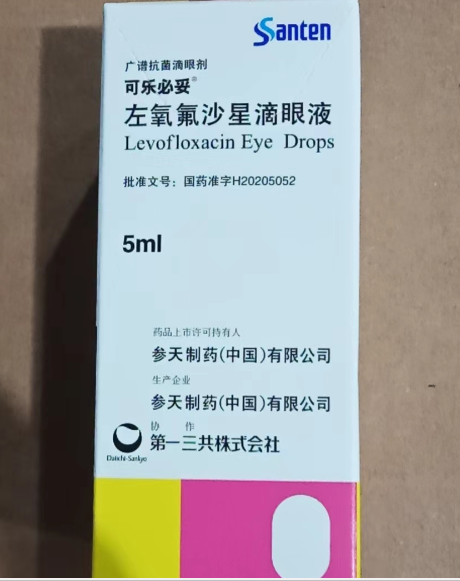 Santen
广谱抗菌滴眼剂
可乐必妥®
左氧氟沙星滴眼液
Levofloxacin Eye Drops
批准文号：国药准字H20205052
5ml
药品上市许可持有人
参天制药(中国)有限公司
生产企业
参天制药(中国)有限公司
协 作
第一三共株式会社
Daiichi-Sankyo